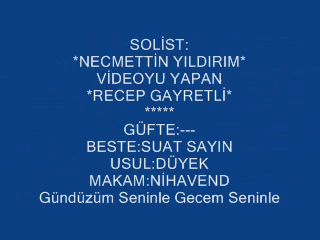 SOLİST:
*NECMETTİN YILDIRIM*
VİDEOYU YAPAN
*RECEP GAYRETLİ*
*****
GÜFTE:---
BESTE:SUAT SAYIN
USUL:DÜYEK
MAKAM:NİHAVEND
Gündüzüm Seninle Gecem Seninle